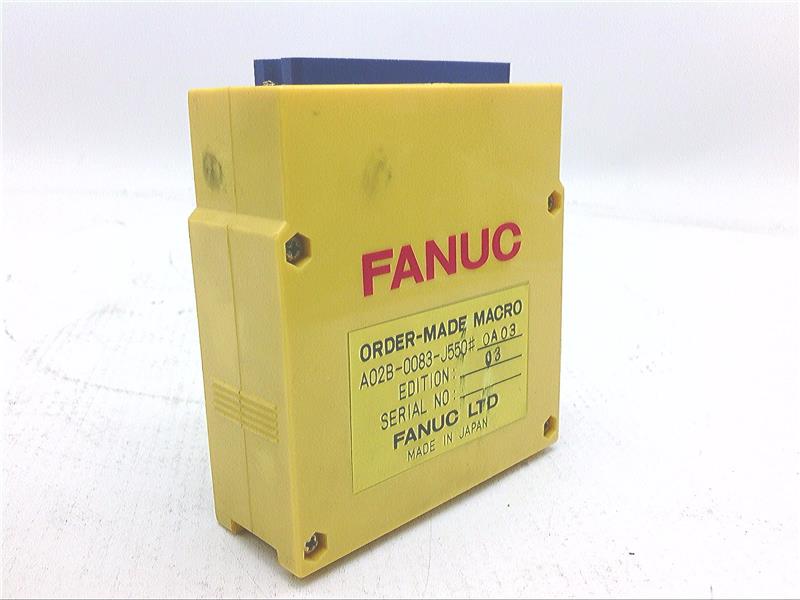 FANUC
ORDER-MADE MACRO
A02B-0083-J550# 0A03
EDITION: 03
SERIAL NO:
FANUC LTD
MADE IN JAPAN